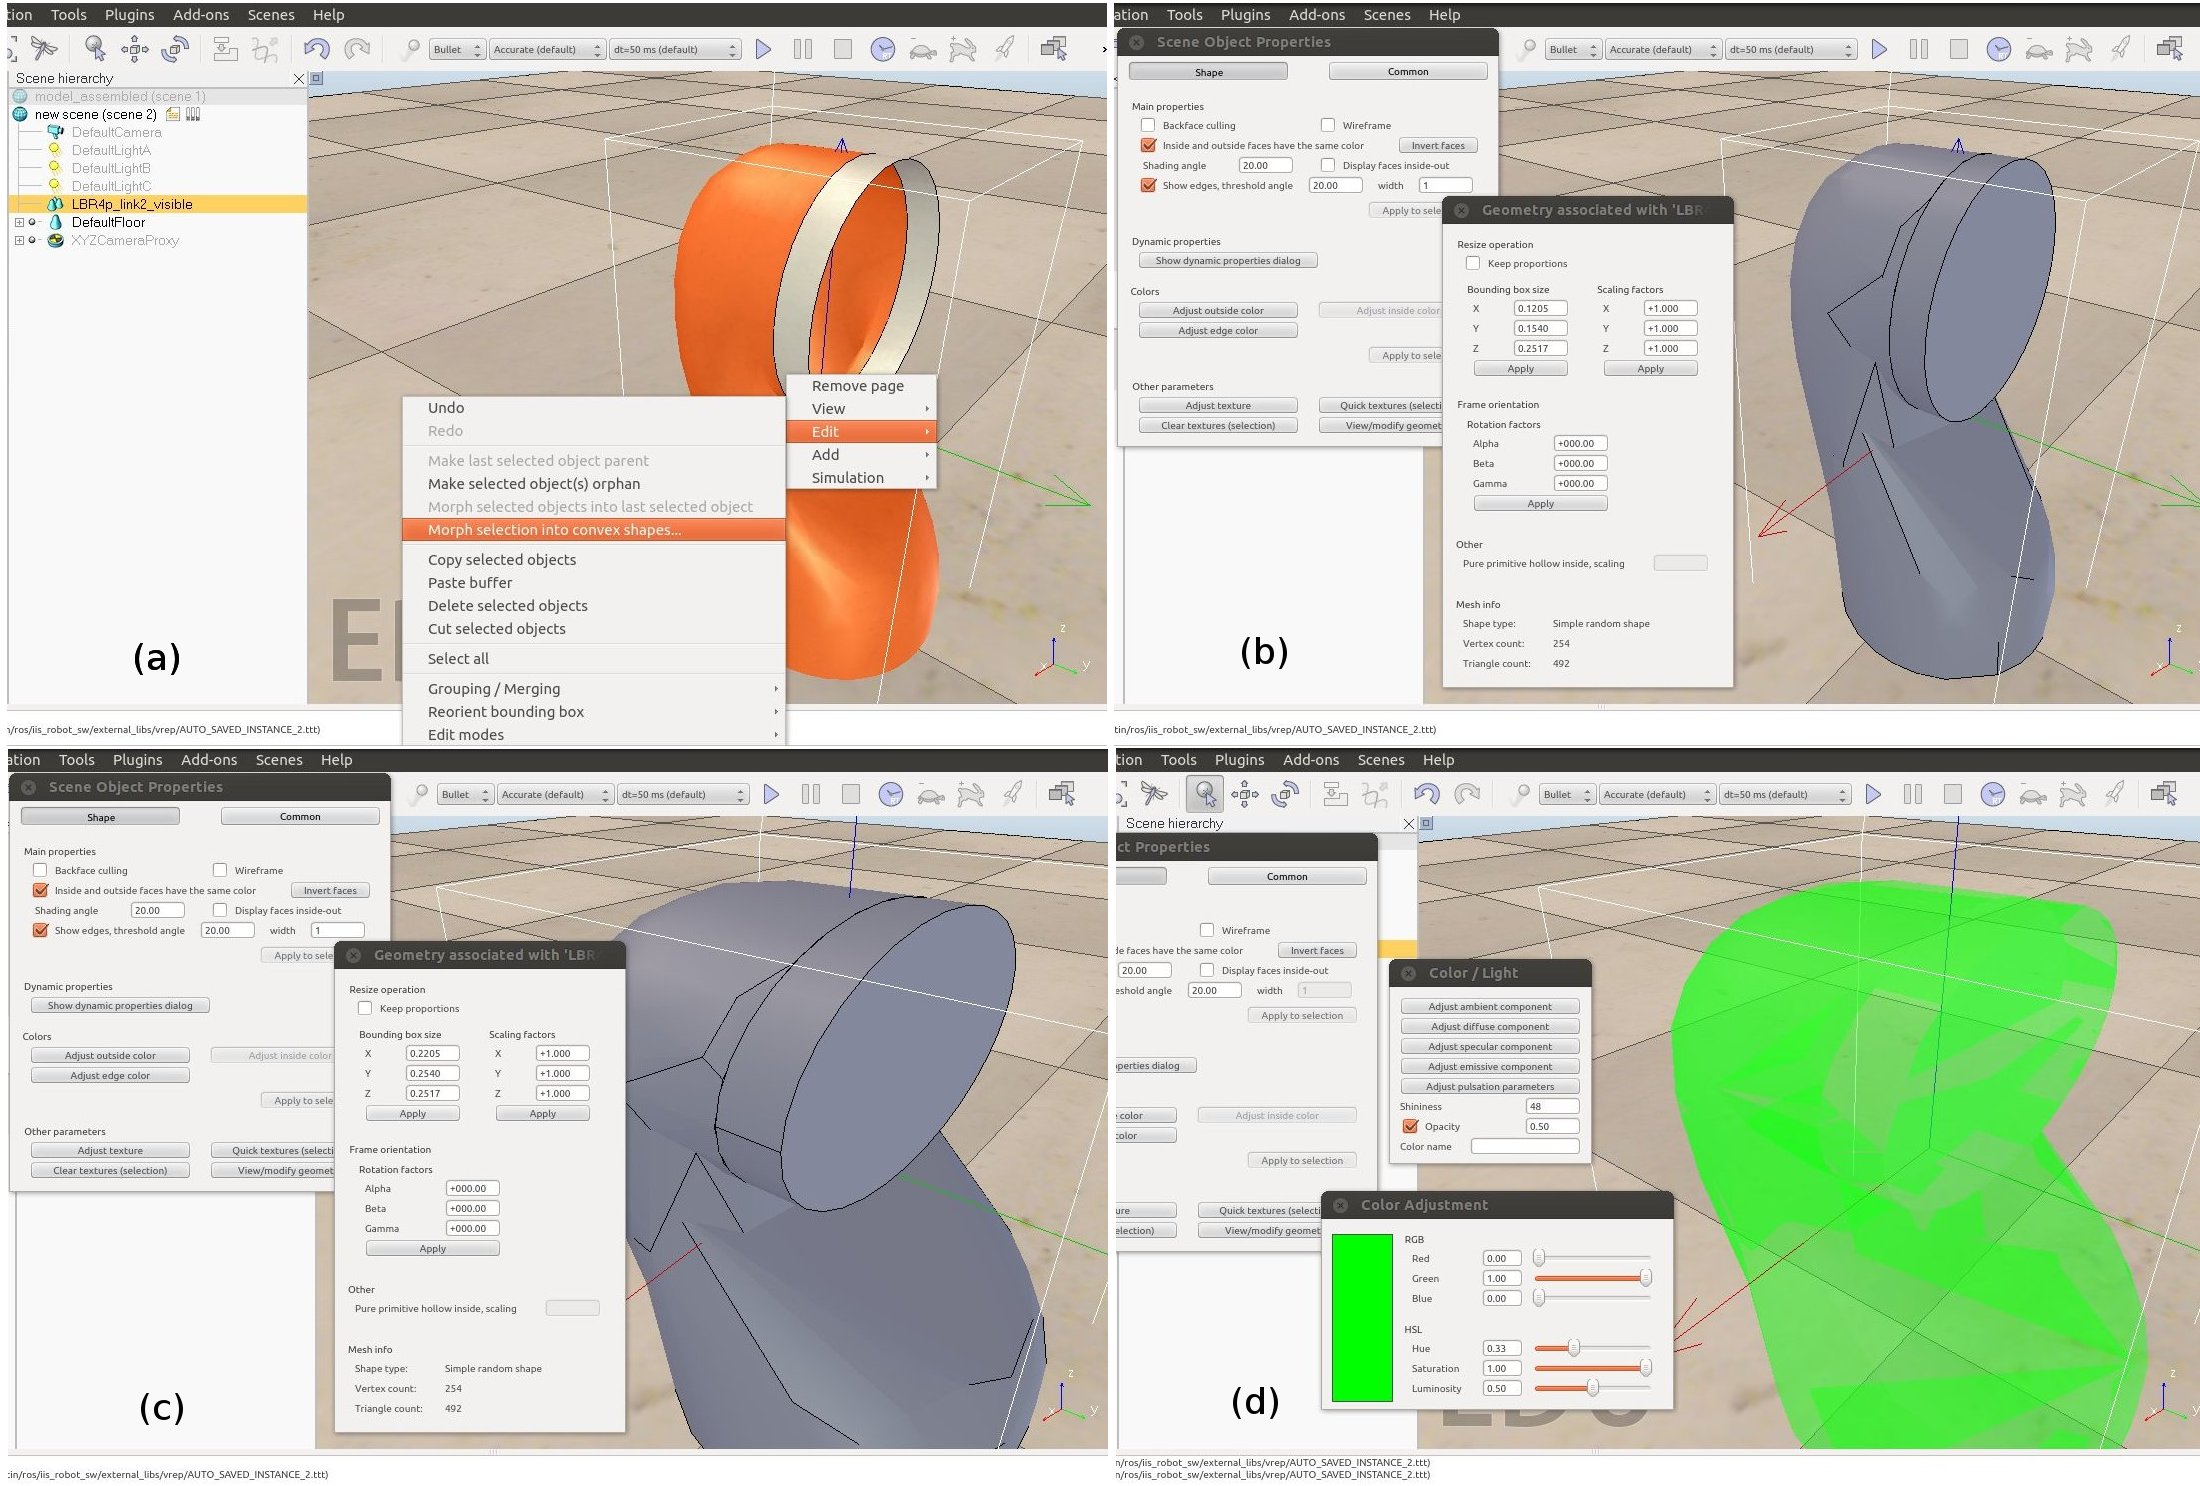 tion Tools Plugins Add-ons Scenes Help
Bullet Accurate (default) dt=50 ms (default)
Scene hierarchy
model_assembled (scene 1)
new scene (scene 2)
DefaultCamera
DefaultLightA
DefaultLightB
DefaultLightC
LBR4p_link2_visible
DefaultFloor
XYZCameraProxy
Remove page
View
Edit
Add
Simulation
Undo
Redo
Make last selected object parent
Make selected object(s) orphan
Morph selected objects into last selected object
Morph selection into convex shapes...
Copy selected objects
Paste buffer
Delete selected objects
Cut selected objects
Select all
Grouping / Merging
Reorient bounding box
Edit modes
z
x y
(a)
n/ros/iis_robot_sw/external_libs/vrep/AUTO_SAVED_INSTANCE_2.ttt)
ation Tools Plugins Add-ons Scenes Help
Bullet Accurate (default) dt=50 ms (default)
Scene Object Properties
Shape Common
Main properties
Backface culling Wireframe
Inside and outside faces have the same color Invert faces
Shading angle 20.00 Display faces inside-out
Show edges, threshold angle 20.00 width 1
Apply to sele
Dynamic properties
Show dynamic properties dialog
Colors
Adjust outside color Adjust inside color
Adjust edge color
Apply to sele
Other parameters
Adjust texture Quick textures (selecti
Clear textures (selection) View/modify geomet
Geometry associated with 'LBR
Resize operation
Keep proportions
Bounding box size Scaling factors
X 0.1205 X +1.000
Y 0.1540 Y +1.000
Z 0.2517 Z +1.000
Apply Apply
Frame orientation
Rotation factors
Alpha +000.00
Beta +000.00
Gamma +000.00
Apply
Other
Pure primitive hollow inside, scaling
Mesh info
Shape type: Simple random shape
Vertex count: 254
Triangle count: 492
z
x y
(b)
tin/ros/iis_robot_sw/external_libs/vrep/AUTO_SAVED_INSTANCE_2.ttt)
ation Tools Plugins Add-ons Scenes Help
Bullet Accurate (default) dt=50 ms (default)
Scene Object Properties
Shape Common
Main properties
Backface culling Wireframe
Inside and outside faces have the same color Invert faces
Shading angle 20.00 Display faces inside-out
Show edges, threshold angle 20.00 width 1
Apply to sele
Dynamic properties
Show dynamic properties dialog
Colors
Adjust outside color Adjust inside color
Adjust edge color
Apply to sele
Other parameters
Adjust texture Quick textures (selecti
Clear textures (selection) View/modify geomet
Geometry associated with 'LBR
Resize operation
Keep proportions
Bounding box size Scaling factors
X 0.2205 X +1.000
Y 0.2540 Y +1.000
Z 0.2517 Z +1.000
Apply Apply
Frame orientation
Rotation factors
Alpha +000.00
Beta +000.00
Gamma +000.00
Apply
Other
Pure primitive hollow inside, scaling
Mesh info
Shape type: Simple random shape
Vertex count: 254
Triangle count: 492
z
x y
(c)
tin/ros/iis_robot_sw/external_libs/vrep/AUTO_SAVED_INSTANCE_2.ttt)
tion Tools Plugins Add-ons Scenes Help
Bullet Accurate (default) dt=50 ms (default)
Scene hierarchy
ct Properties
Common
Wireframe
de faces have the same color Invert faces
20.00 Display faces inside-out
eshold angle 20.00 width 1
Apply to selection
perties dialog
e color Adjust inside color
color
Apply to selection
ure Quick textures (selecti
election) View/modify geomet
Color / Light
Adjust ambient component
Adjust diffuse component
Adjust specular component
Adjust emissive component
Adjust pulsation parameters
Shininess 48
Opacity 0.50
Color name
Color Adjustment
RGB
Red 0.00
Green 1.00
Blue 0.00
HSL
Hue 0.33
Saturation 1.00
Luminosity 0.50
z
x y
(d)
n/ros/iis_robot_sw/external_libs/vrep/AUTO_SAVED_INSTANCE_2.ttt)
n/ros/iis_robot_sw/external_libs/vrep/AUTO_SAVED_INSTANCE_2.ttt)